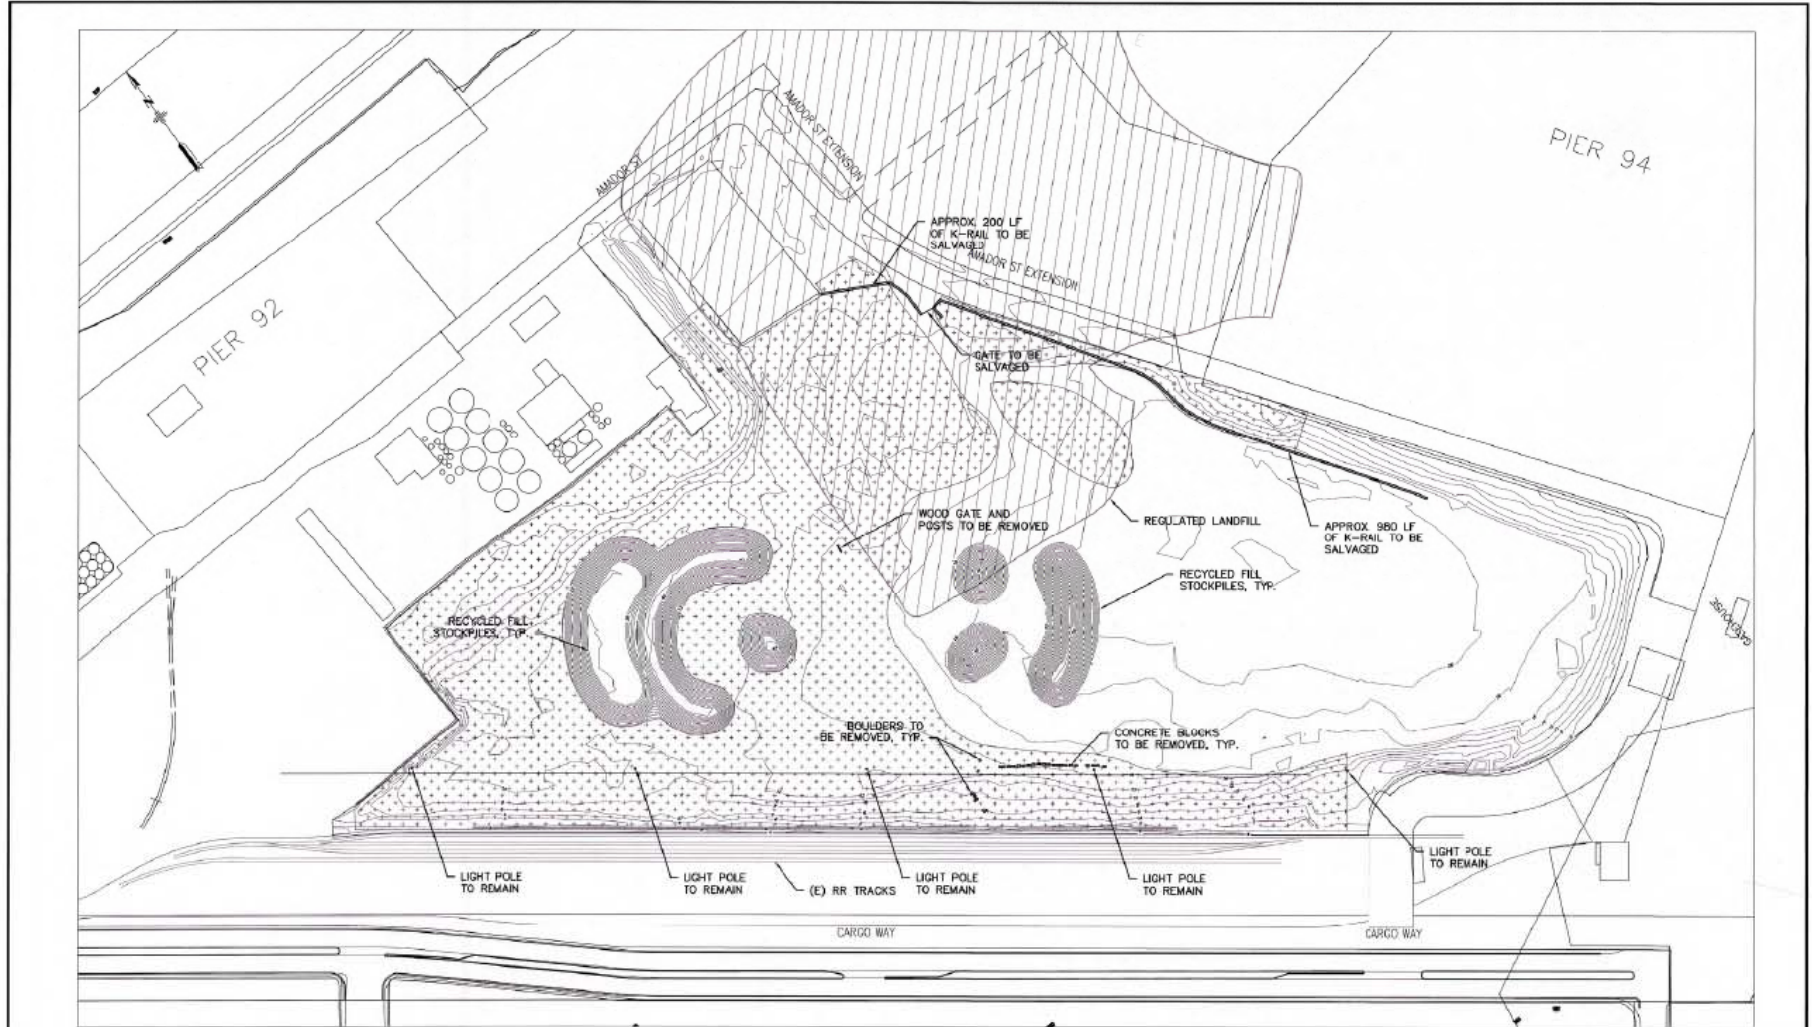 N
AMADOR ST EXTENSION
PIER 94
AMADOR ST
APPROX. 200 LF
OF K-RAIL TO BE
SALVAGED
AMADOR ST EXTENSION
PIER 92
GATE TO BE
SALVAGED
WOOD GATE AND
POSTS TO BE REMOVED
REGULATED LANDFILL
APPROX 980 LF
OF K-RAIL TO BE
SALVAGED
RECYCLED FILL
STOCKPILES, TYP.
RECYCLED FILL
STOCKPILES, TYP.
BOULDERS TO
BE REMOVED, TYP.
CONCRETE BLOCKS
TO BE REMOVED, TYP.
LIGHT POLE
TO REMAIN
LIGHT POLE
TO REMAIN
(E) RR TRACKS
LIGHT POLE
TO REMAIN
LIGHT POLE
TO REMAIN
LIGHT POLE
TO REMAIN
CARGO WAY
CARGO WAY